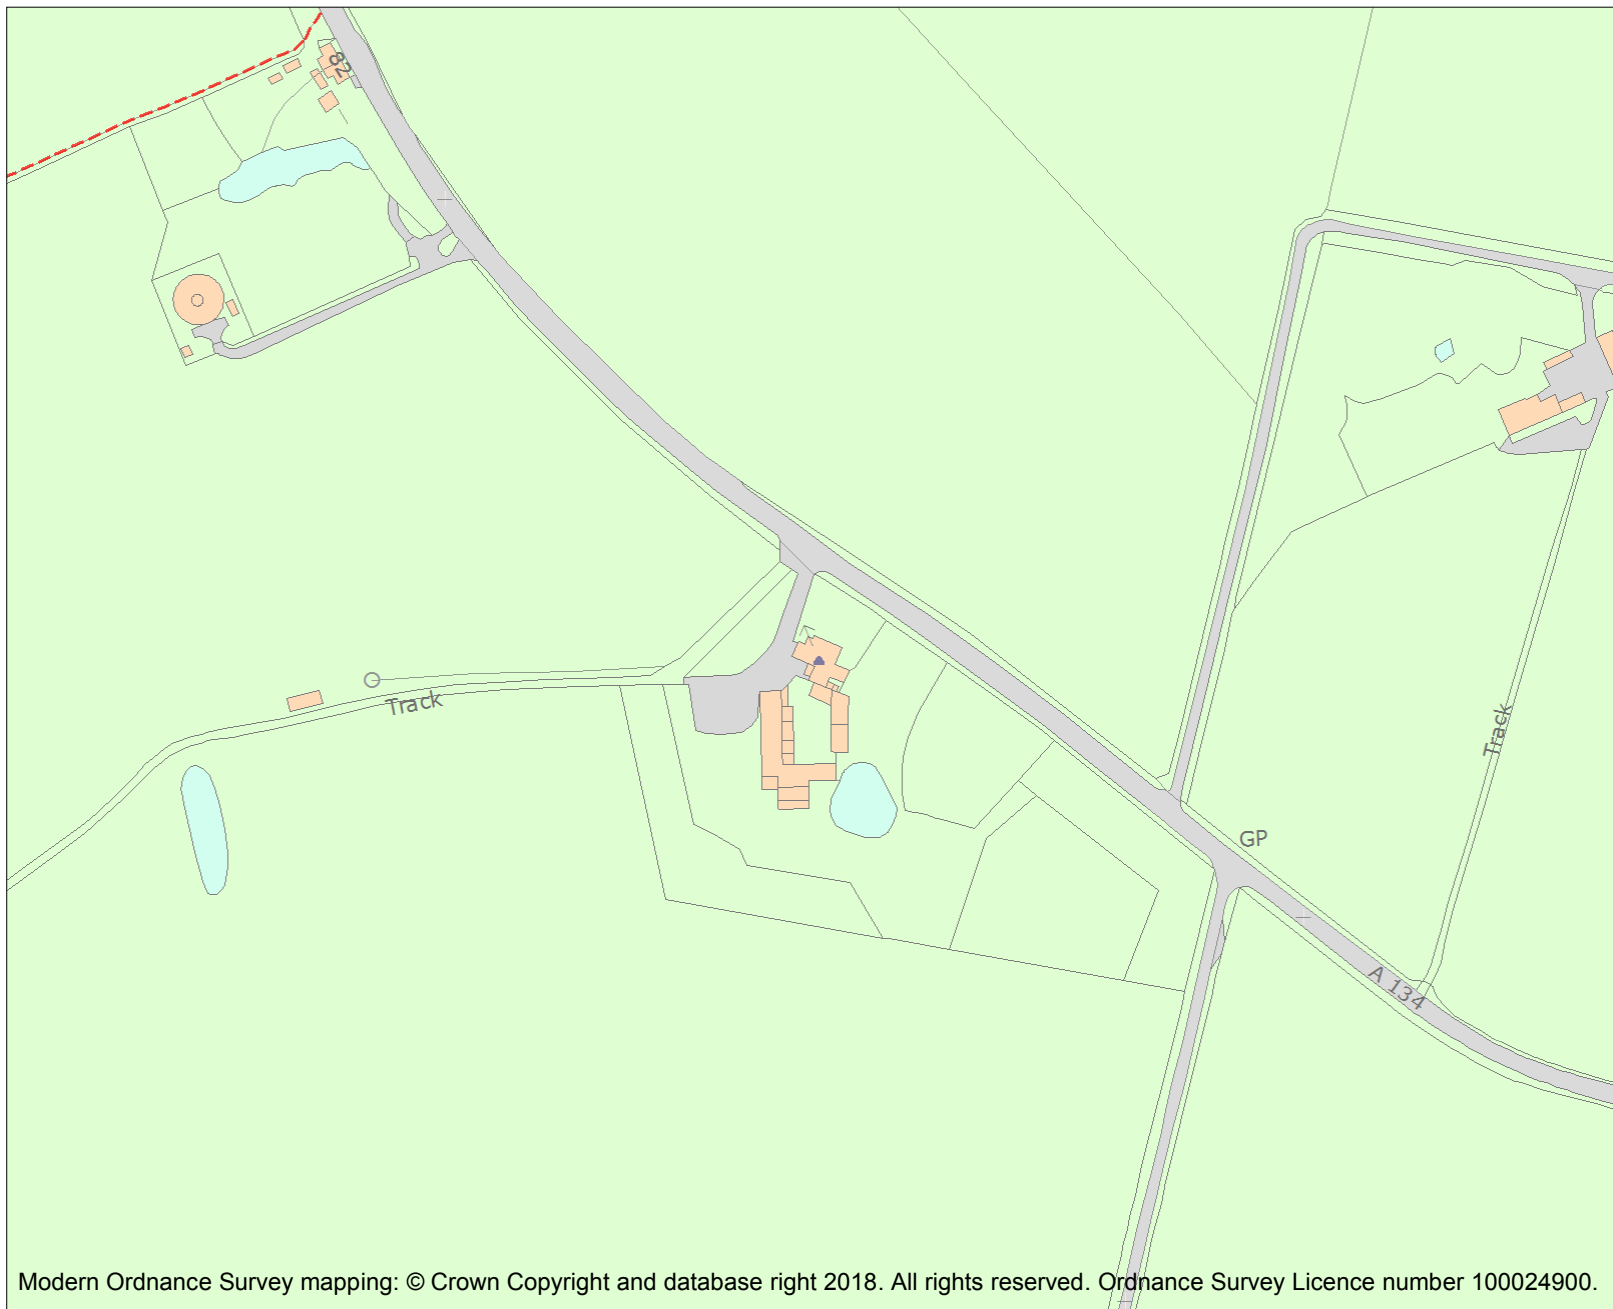 82
Track
Track
GP
A 134
Modern Ordnance Survey mapping: © Crown Copyright and database right 2018. All rights reserved. Ordnance Survey Licence number 100024900.